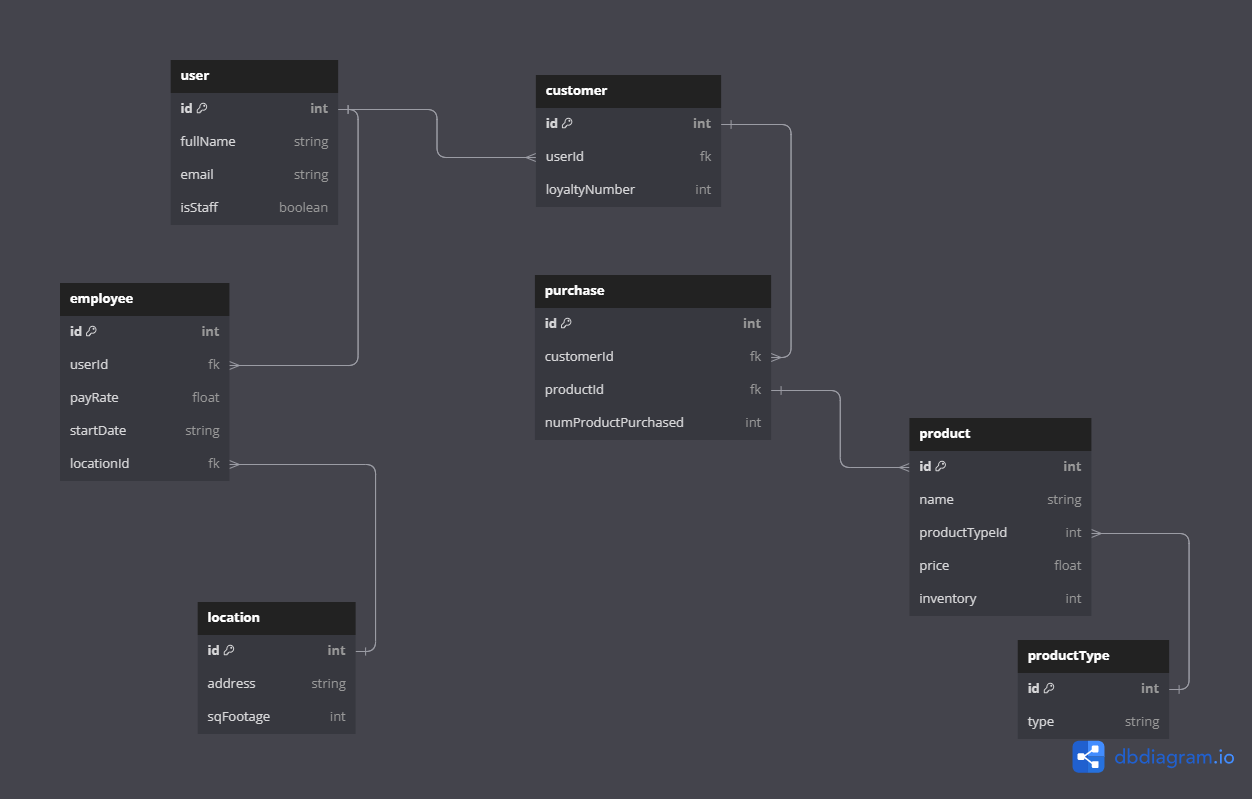 user
id int
fullName string
email string
isStaff boolean
customer
id int
userId fk
loyaltyNumber int
employee
id int
userId fk
payRate float
startDate string
locationId fk
purchase
id int
customerId fk
productId fk
numProductPurchased int
product
id int
name string
productTypeId int
price float
inventory int
location
id int
address string
sqFootage int
productType
id int
type string
dbdiagram.io